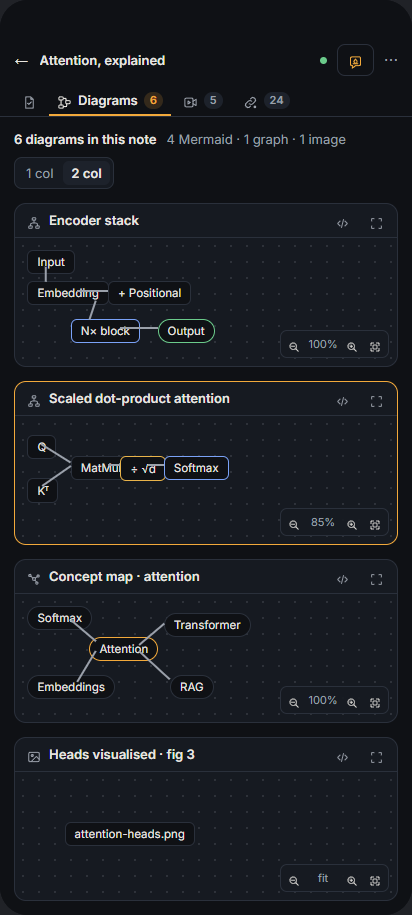 ← Attention, explained ···
Diagrams 6 5 24
6 diagrams in this note 4 Mermaid · 1 graph · 1 image
1 col 2 col
Encoder stack
Input
Embedding + Positional
N× block Output
100%
Scaled dot-product attention
Q
MatMul ÷ √d Softmax
Kᵀ
85%
Concept map · attention
Softmax Transformer
Attention
Embeddings RAG
100%
Heads visualised · fig 3
attention-heads.png
fit